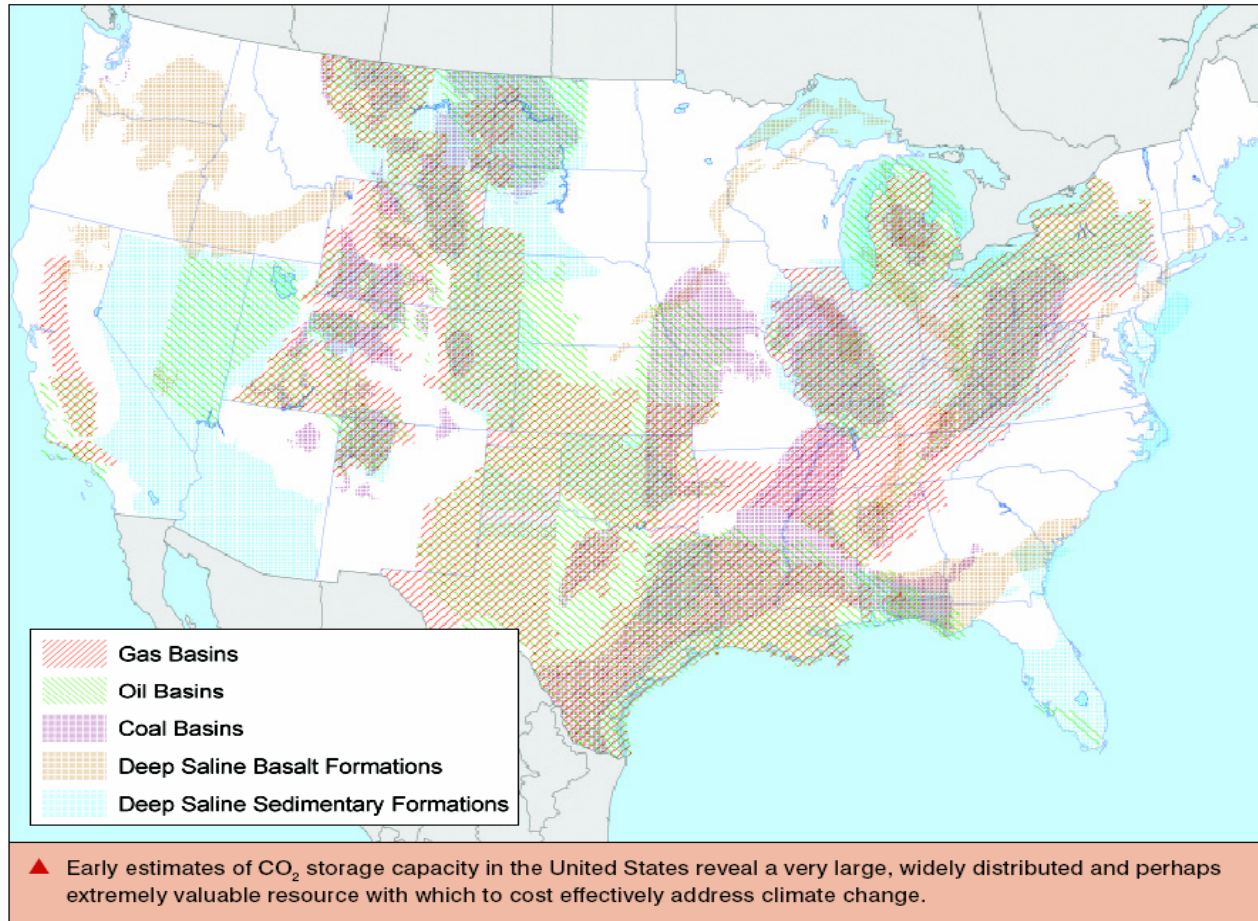 Gas Basins
Oil Basins
Coal Basins
Deep Saline Basalt Formations
Deep Saline Sedimentary Formations
▲ Early estimates of CO₂ storage capacity in the United States reveal a very large, widely distributed and perhaps
extremely valuable resource with which to cost effectively address climate change.